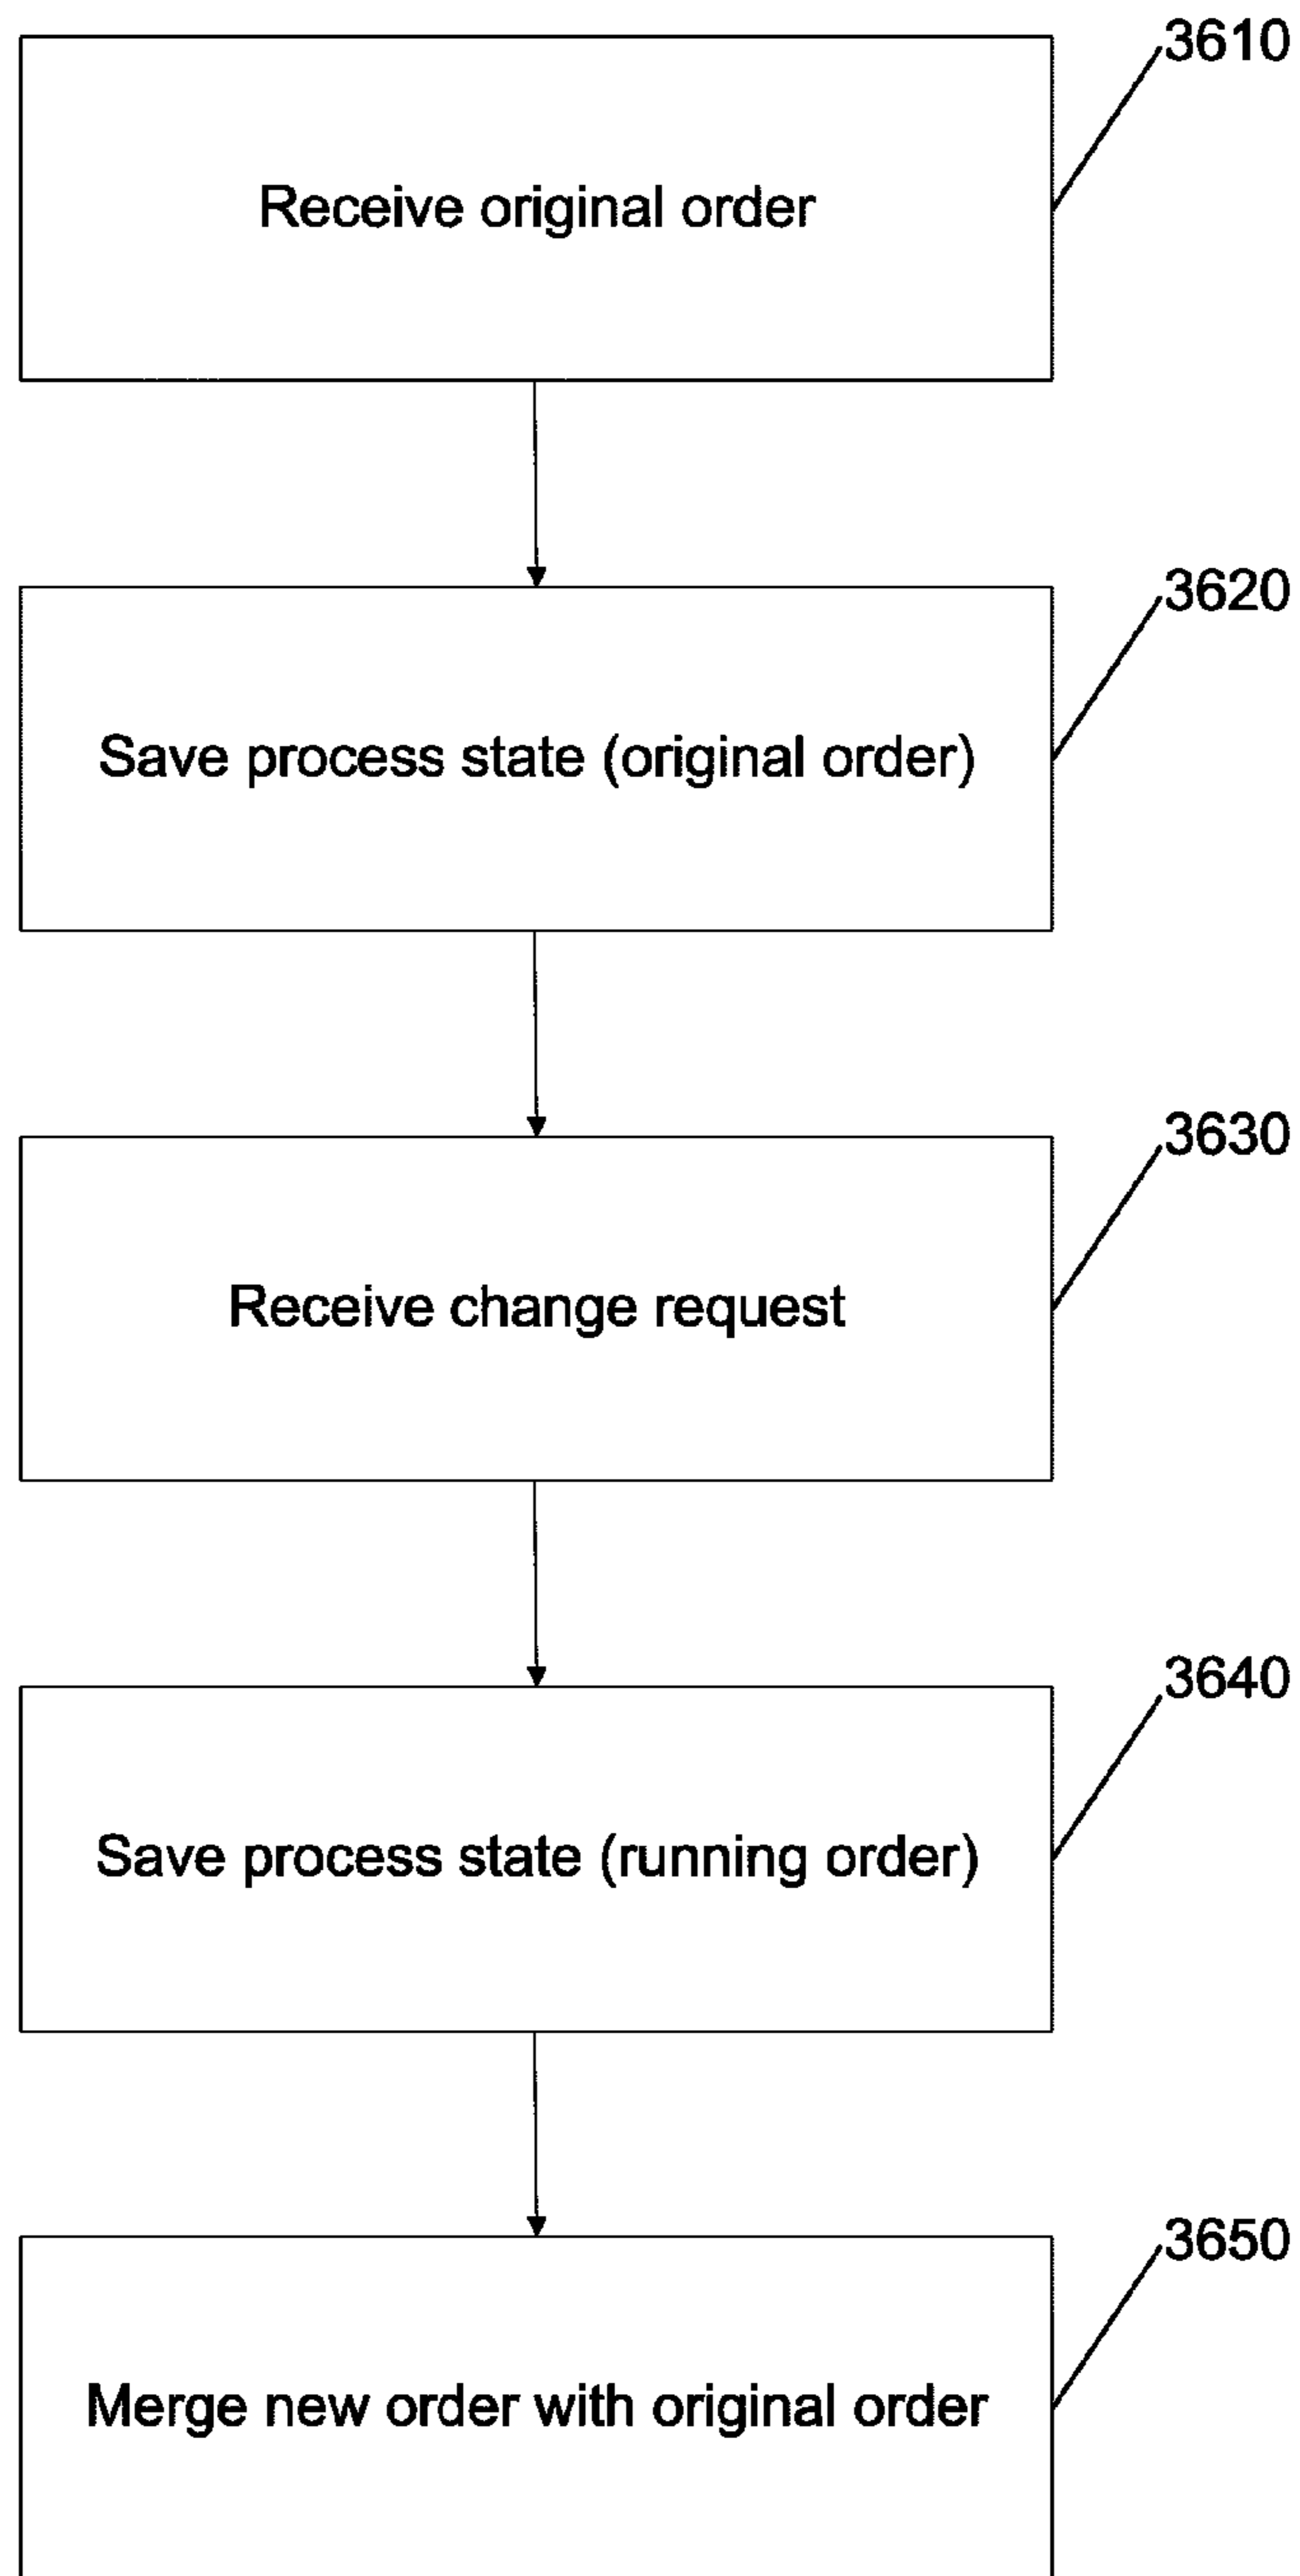 3610
Receive original order
3620
Save process state (original order)
3630
Receive change request
3640
Save process state (running order)
3650
Merge new order with original order